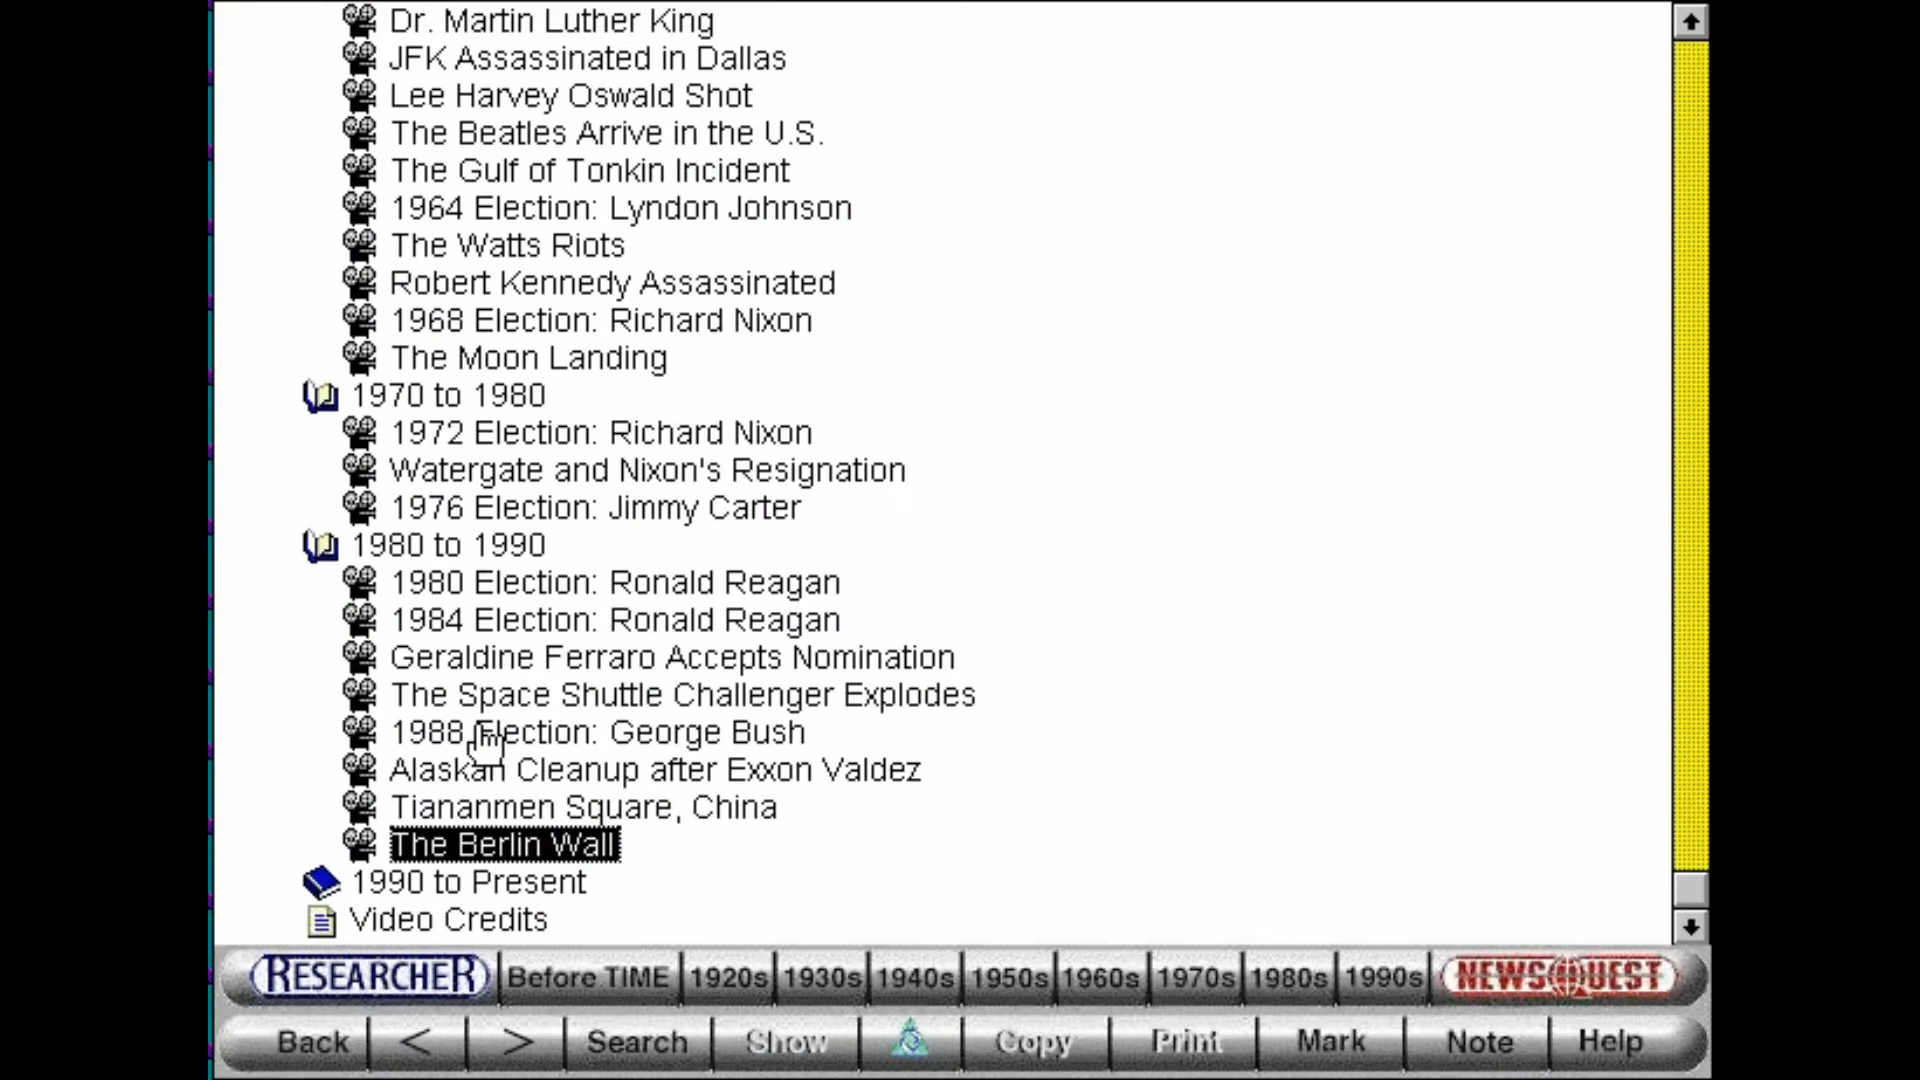 Dr. Martin Luther King
JFK Assassinated in Dallas
Lee Harvey Oswald Shot
The Beatles Arrive in the U.S.
The Gulf of Tonkin Incident
1964 Election: Lyndon Johnson
The Watts Riots
Robert Kennedy Assassinated
1968 Election: Richard Nixon
The Moon Landing
1970 to 1980
1972 Election: Richard Nixon
Watergate and Nixon's Resignation
1976 Election: Jimmy Carter
1980 to 1990
1980 Election: Ronald Reagan
1984 Election: Ronald Reagan
Geraldine Ferraro Accepts Nomination
The Space Shuttle Challenger Explodes
1988 Election: George Bush
Alaskan Cleanup after Exxon Valdez
Tiananmen Square, China
The Berlin Wall
1990 to Present
Video Credits
RESEARCHER Before TIME 1920s 1930s 1940s 1950s 1960s 1970s 1980s 1990s NEWSQUEST
Back < > Search Show Copy Print Mark Note Help